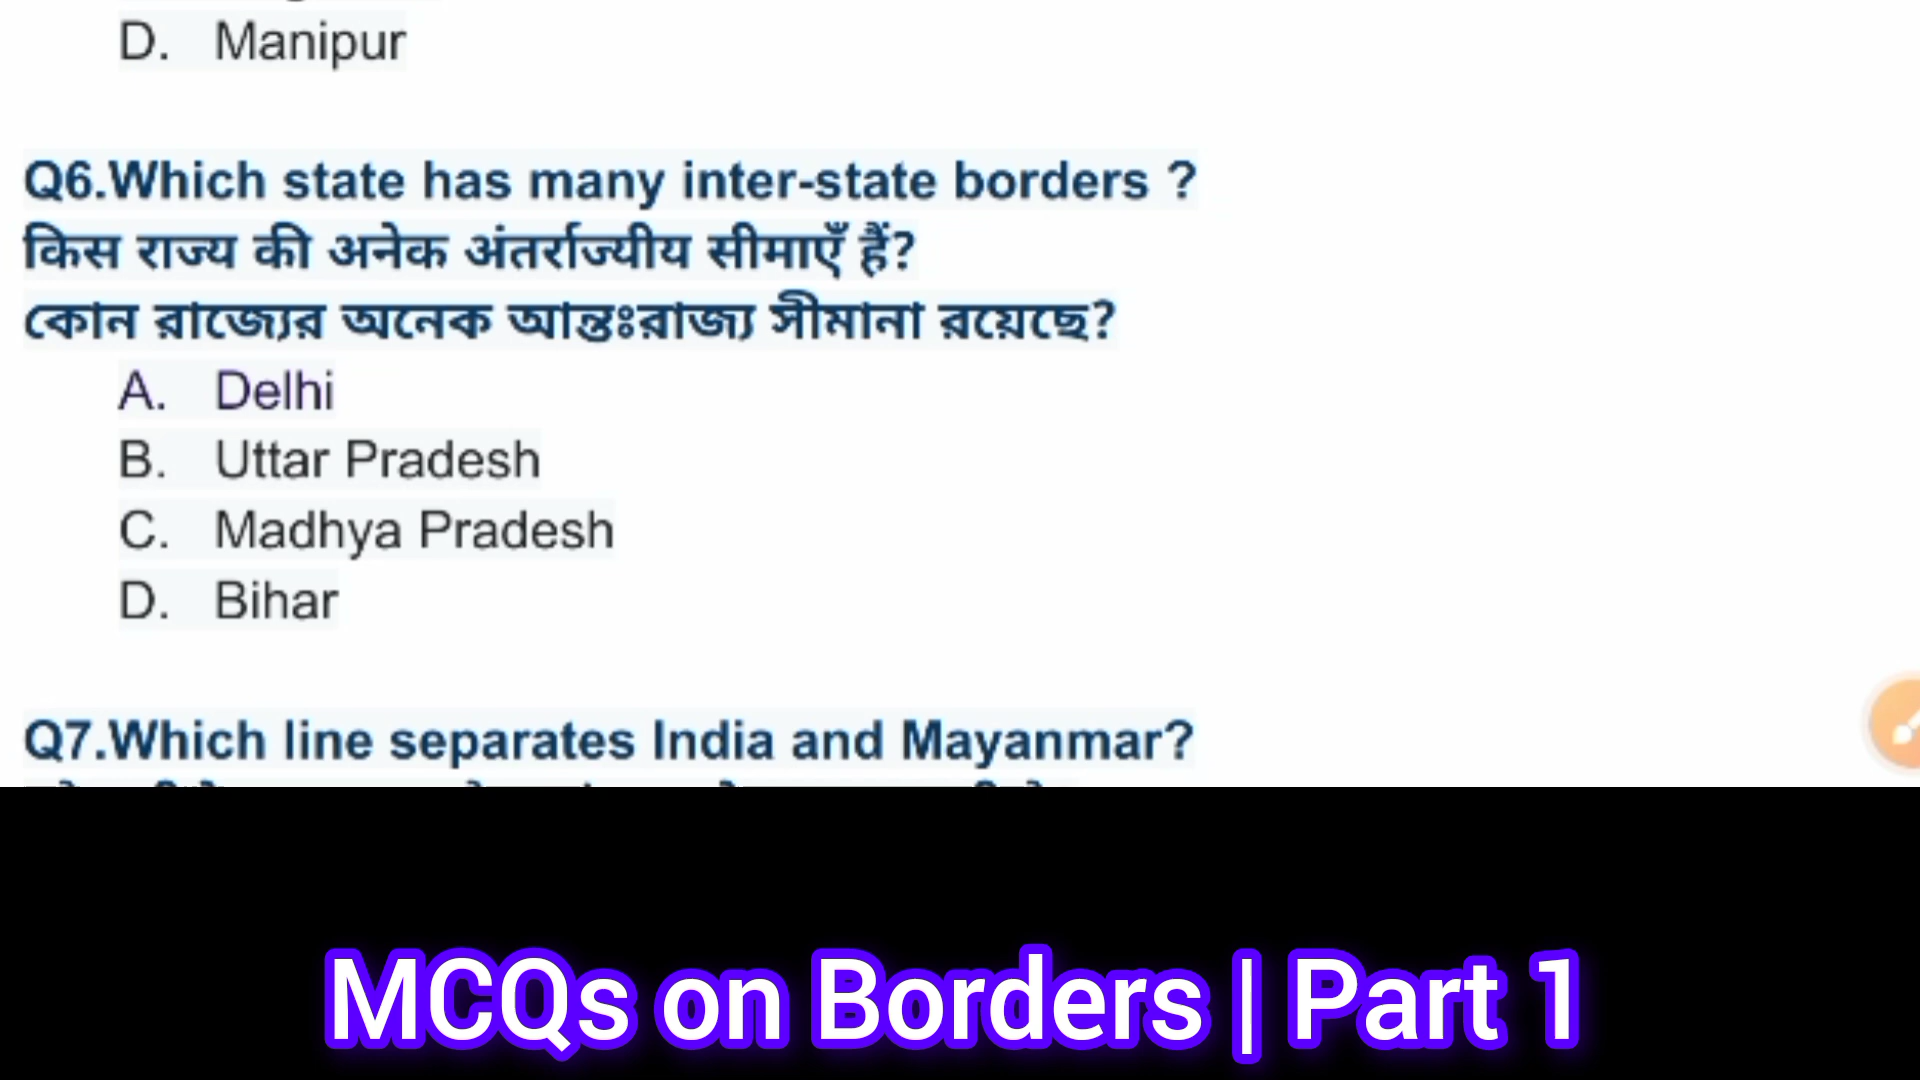 D. Manipur
Q6.Which state has many inter-state borders ?
किस राज्य की अनेक अंतर्राज्यीय सीमाएँ हैं?
কোন রাজ্যের অনেক আন্তঃরাজ্য সীমানা রয়েছে?
A. Delhi
B. Uttar Pradesh
C. Madhya Pradesh
D. Bihar
Q7.Which line separates India and Mayanmar?
MCQs on Borders | Part 1